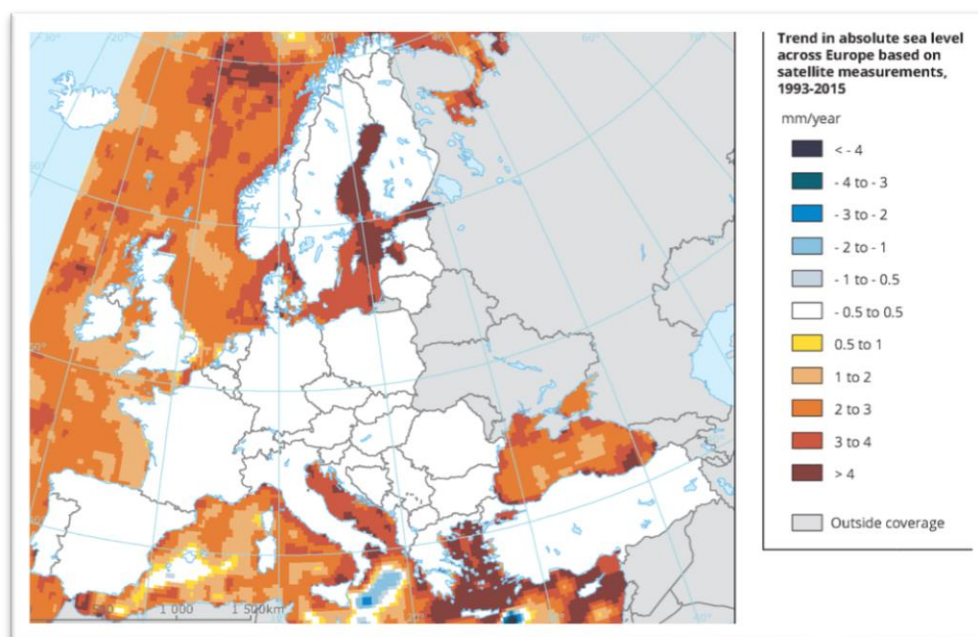 Trend in absolute sea level
across Europe based on
satellite measurements,
1993-2015
mm/year
< - 4
- 4 to - 3
- 3 to - 2
- 2 to - 1
- 1 to - 0.5
- 0.5 to 0.5
0.5 to 1
1 to 2
2 to 3
3 to 4
> 4
Outside coverage
1 000
1 500km